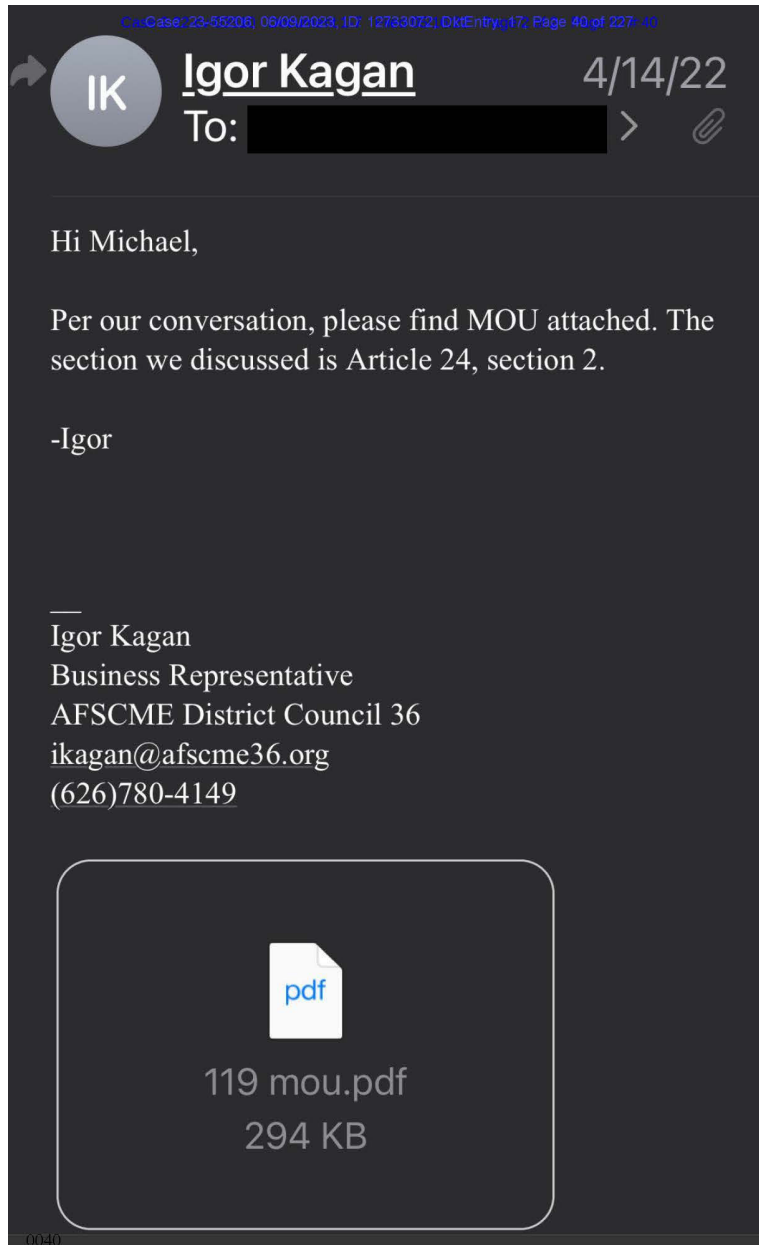 Case: 23-55206, 06/09/2023, ID: 12733072, DktEntry: 17, Page 40 of 227
IK
Igor Kagan
4/14/22
To:
Hi Michael,
Per our conversation, please find MOU attached. The
section we discussed is Article 24, section 2.
-Igor
Igor Kagan
Business Representative
AFSCME District Council 36
ikagan@afscme36.org
(626)780-4149
pdf
119 mou.pdf
294 KB
0040